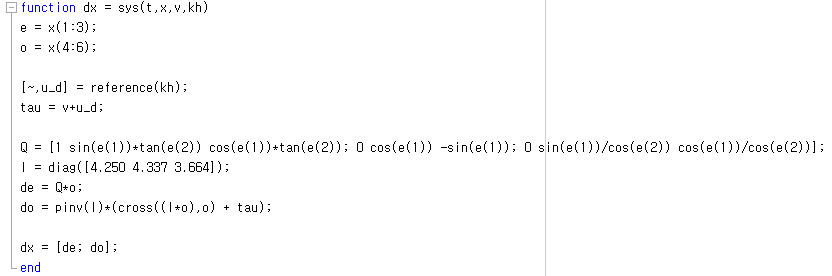 function dx = sys(t,x,v,kh)
e = x(1:3);
o = x(4:6);
[~,u_d] = reference(kh);
tau = v+u_d;
Q = [1 sin(e(1))*tan(e(2)) cos(e(1))*tan(e(2)); 0 cos(e(1)) -sin(e(1)); 0 sin(e(1))/cos(e(2)) cos(e(1))/cos(e(2))];
I = diag([4.250 4.337 3.664]);
de = Q*o;
do = pinv(I)*(cross((I*o),o) + tau);
dx = [de; do];
end